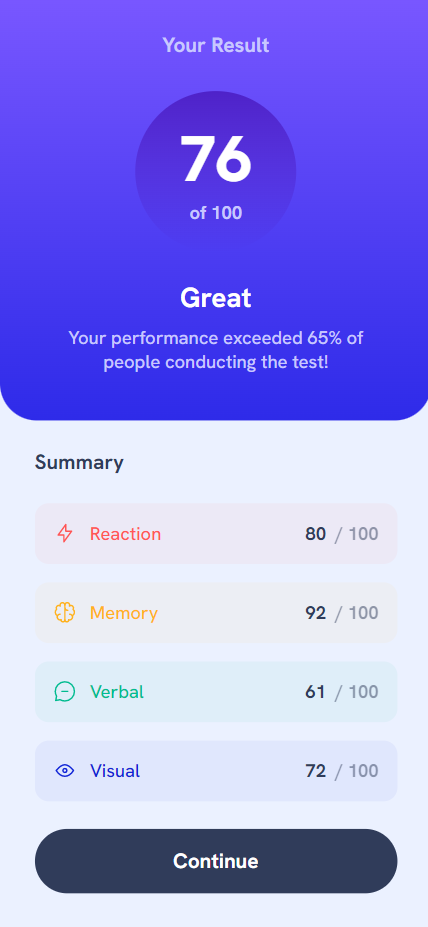 Your Result
76
of 100
Great
Your performance exceeded 65% of
people conducting the test!
Summary
Reaction 80 / 100
Memory 92 / 100
Verbal 61 / 100
Visual 72 / 100
Continue